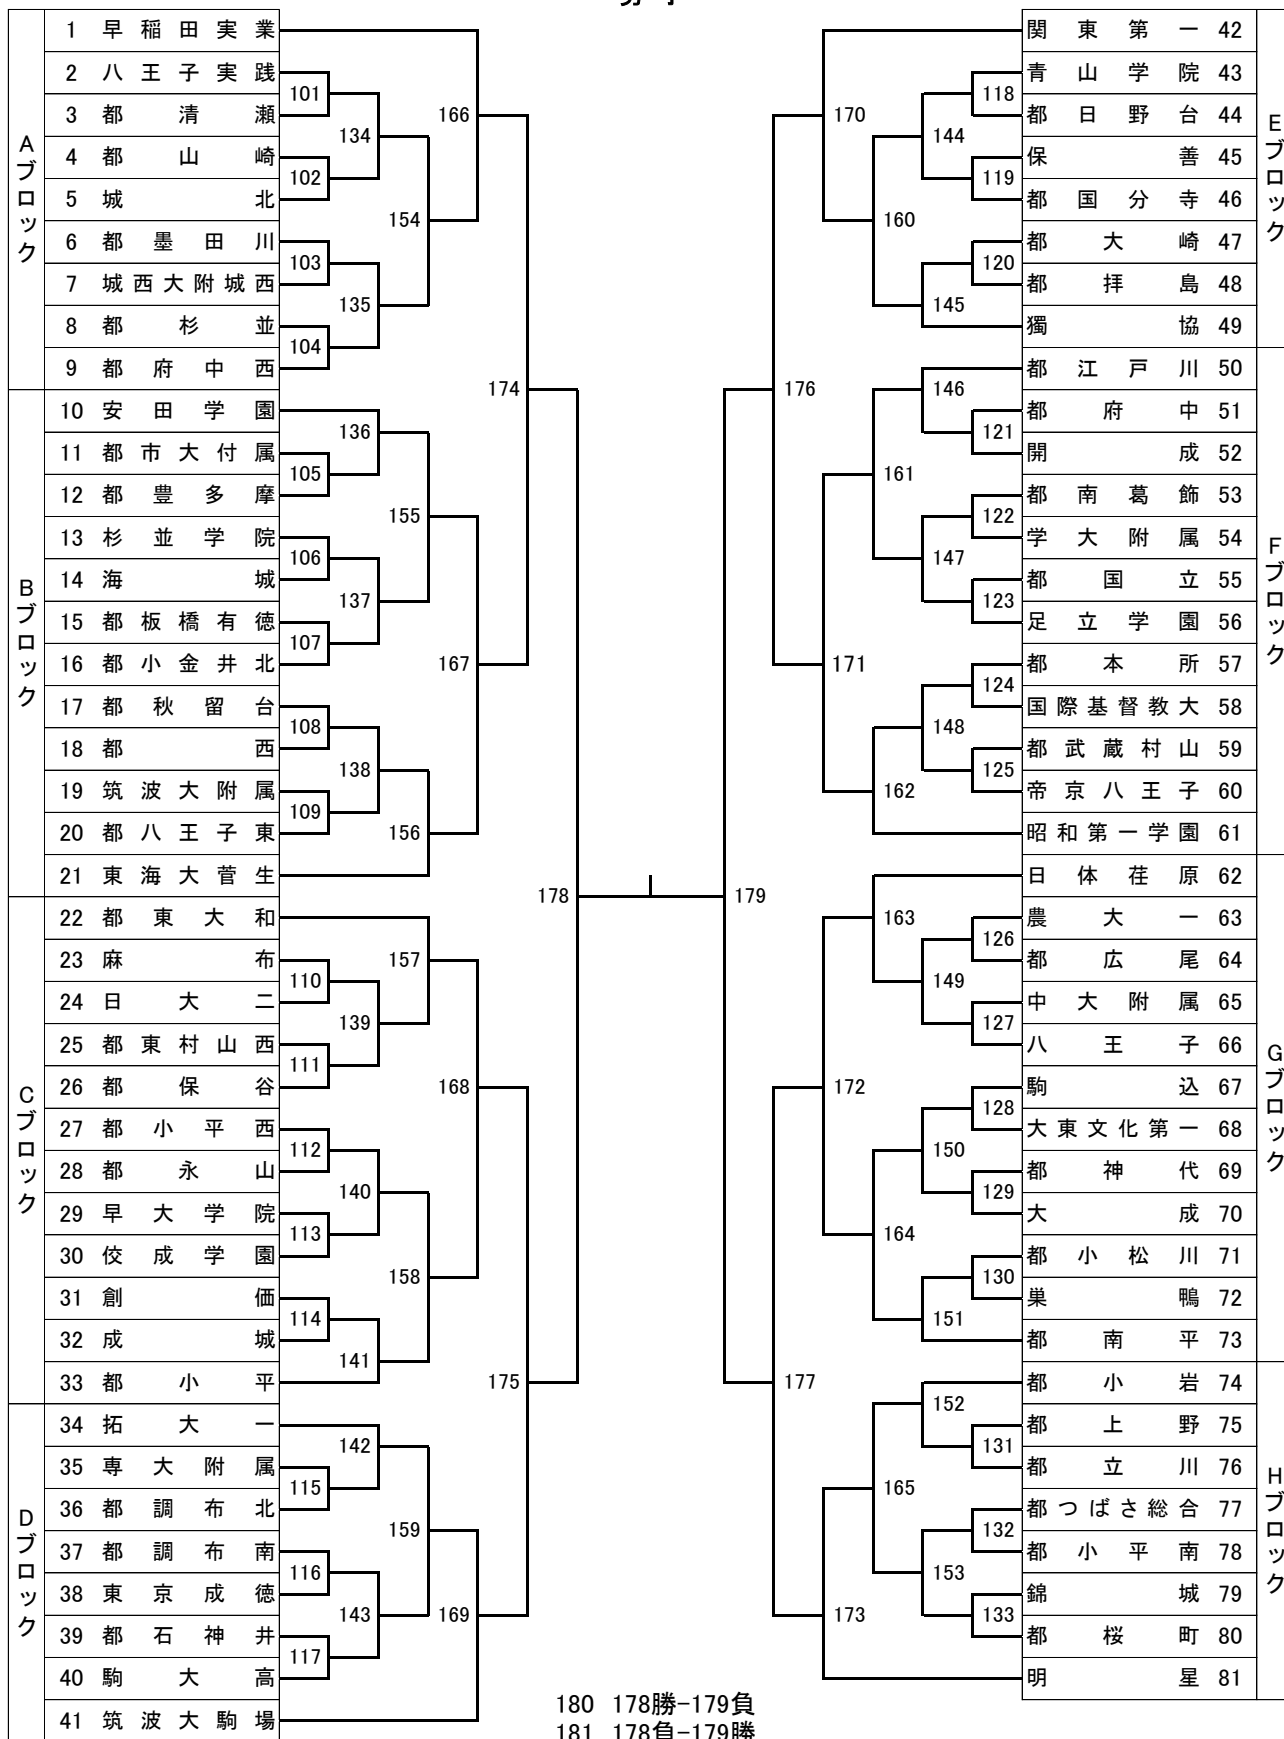 Aブロック
1 早稲田実業
2 八王子実践
3 都清瀬
4 都山崎
5 城北
6 都墨田川
7 城西大附城西
8 都杉並
9 都府中西
Bブロック
10 安田学園
11 都市大付属
12 都豊多摩
13 杉並学院
14 海城
15 都板橋有徳
16 都小金井北
17 都秋留台
18 都西
19 筑波大附属
20 都八王子東
21 東海大菅生
Cブロック
22 都東大和
23 麻布
24 日大二
25 都東村山西
26 都保谷
27 都小平西
28 都永山
29 早大学院
30 佼成学園
31 創価
32 成城
33 都小平
Dブロック
34 拓大一
35 専大附属
36 都調布北
37 都調布南
38 東京成徳
39 都石神井
40 駒大高
41 筑波大駒場
101
102
103
104
105
106
107
108
109
110
111
112
113
114
115
116
117
134
135
136
137
138
139
140
141
142
143
154
155
156
157
158
159
166
167
168
169
174
175
178
179
176
177
170
171
172
173
160
161
162
163
164
165
144
145
146
147
148
149
150
151
152
153
118
119
120
121
122
123
124
125
126
127
128
129
130
131
132
133
Eブロック
関東第一 42
青山学院 43
都日野台 44
保善 45
都国分寺 46
都大崎 47
都拝島 48
獨協 49
Fブロック
都江戸川 50
都府中 51
開成 52
都南葛飾 53
学大附属 54
都国立 55
足立学園 56
都本所 57
国際基督教大 58
都武蔵村山 59
帝京八王子 60
昭和第一学園 61
Gブロック
日体荏原 62
農大一 63
都広尾 64
中大附属 65
八王子 66
駒込 67
大東文化第一 68
都神代 69
大成 70
都小松川 71
巣鴨 72
都南平 73
Hブロック
都小岩 74
都上野 75
都立川 76
都つばさ総合 77
都小平南 78
錦城 79
都桜町 80
明星 81
180 178勝-179負
181 178負-179勝